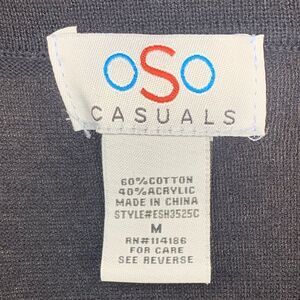 OSO
CASUALS
60%COTTON
40%ACRYLIC
MADE IN CHINA
STYLE#ESH3525C
M
RN#114186
FOR CARE
SEE REVERSE